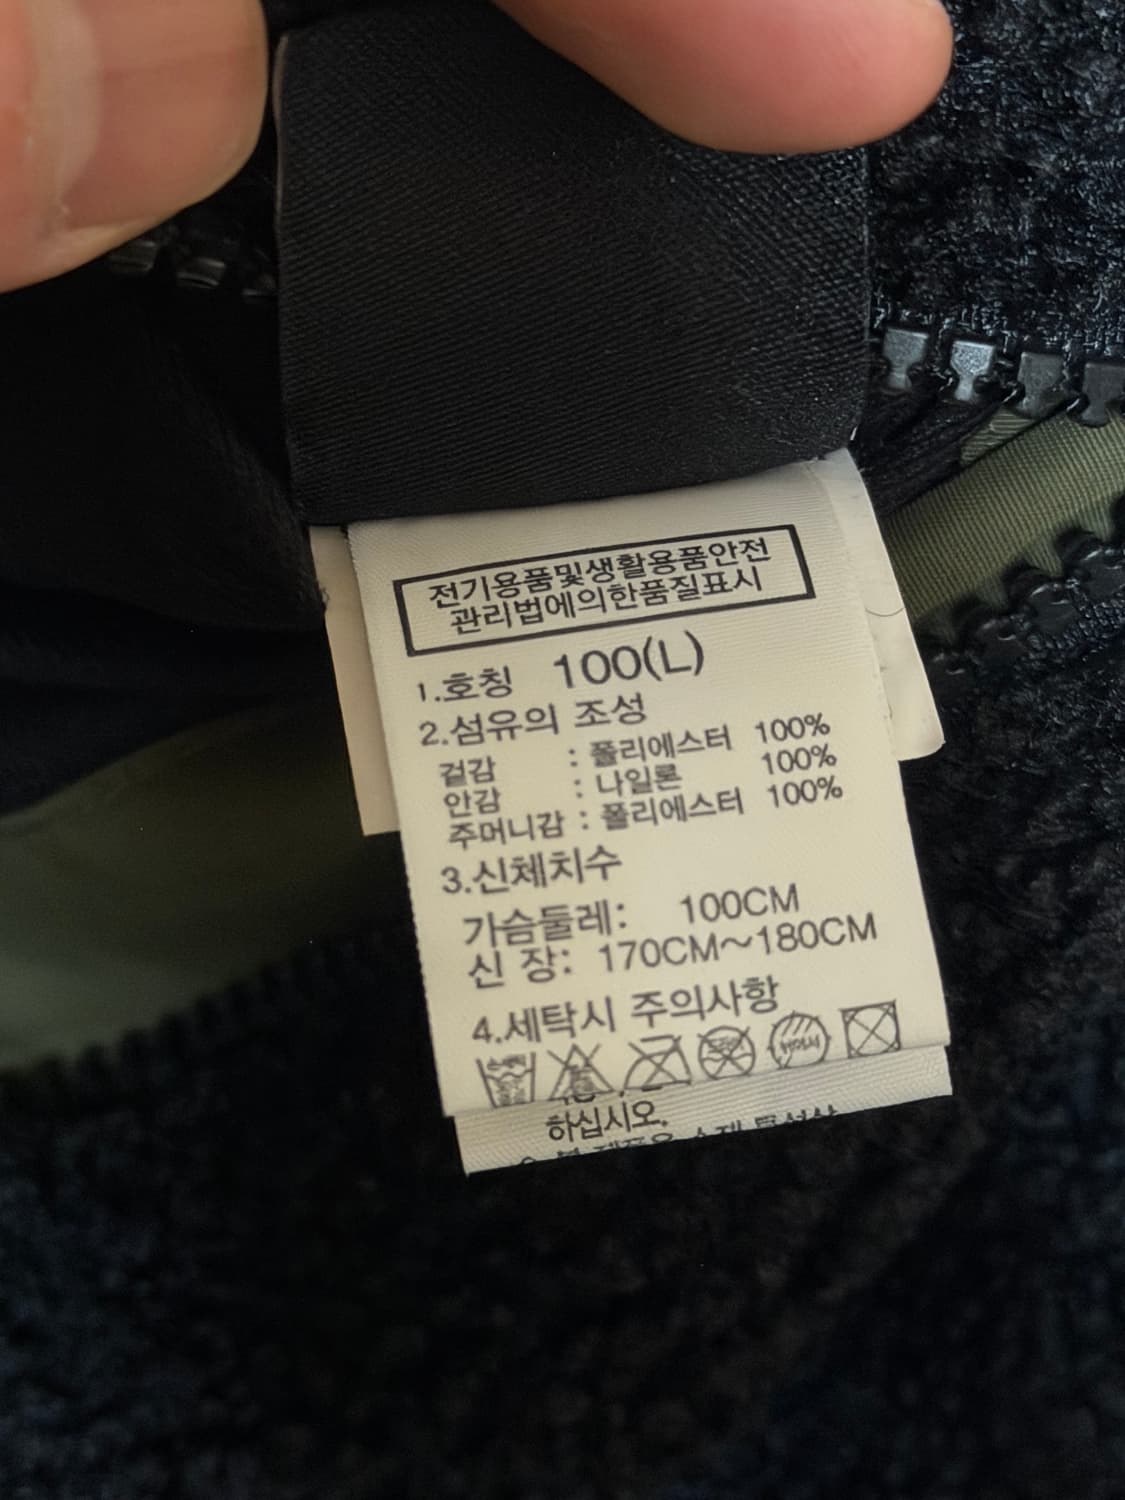 전기용품및생활용품안전
관리법에의한품질표시
1.호칭 100(L)
2.섬유의 조성
겉감 : 폴리에스터 100%
안감 : 나일론 100%
주머니감 : 폴리에스터 100%
3.신체치수
가슴둘레: 100CM
신 장: 170CM~180CM
4.세탁시 주의사항
하십시오.